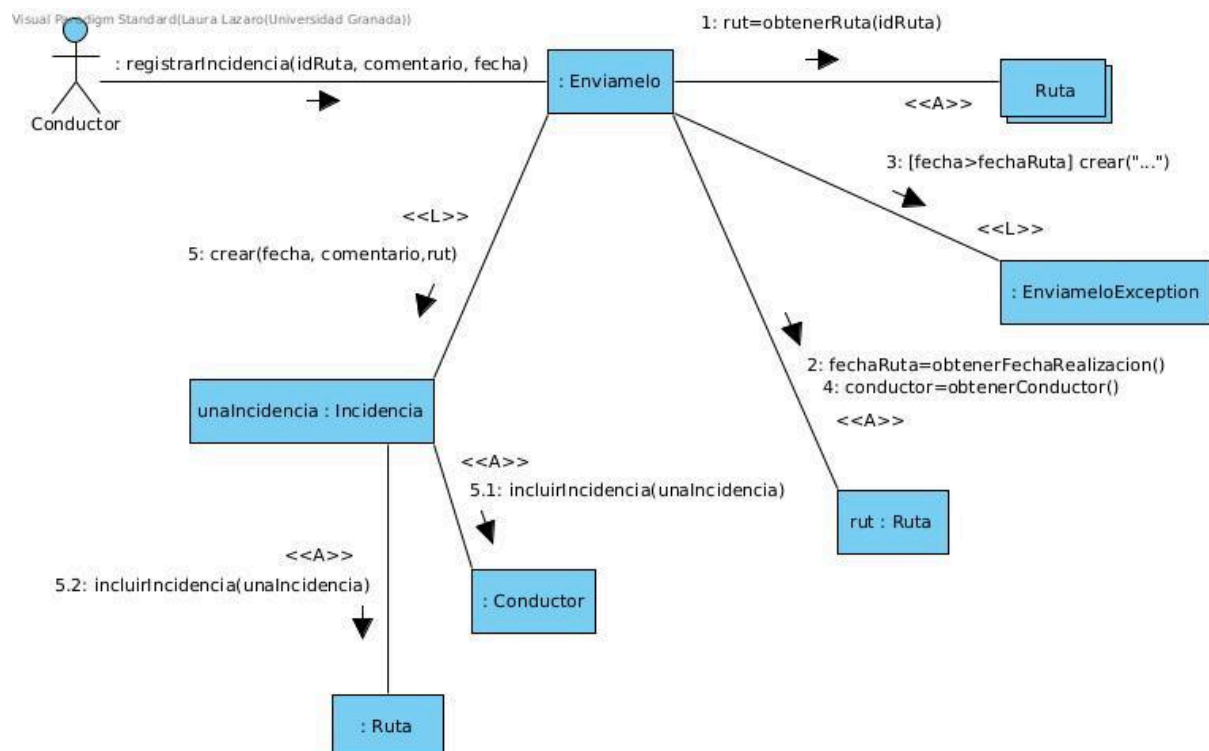 Visual Paradigm Standard(Laura Lazaro(Universidad Granada))
1: rut=obtenerRuta(idRuta)
: registrarIncidencia(idRuta, comentario, fecha)
: Enviamelo
Ruta
<<A>>
Conductor
3: [fecha>fechaRuta] crear("...")
<<L>>
<<L>>
5: crear(fecha, comentario,rut)
: EnviameloException
2: fechaRuta=obtenerFechaRealizacion()
4: conductor=obtenerConductor()
<<A>>
unaIncidencia : Incidencia
<<A>>
5.1: incluirIncidencia(unaIncidencia)
rut : Ruta
<<A>>
5.2: incluirIncidencia(unaIncidencia)
: Conductor
: Ruta